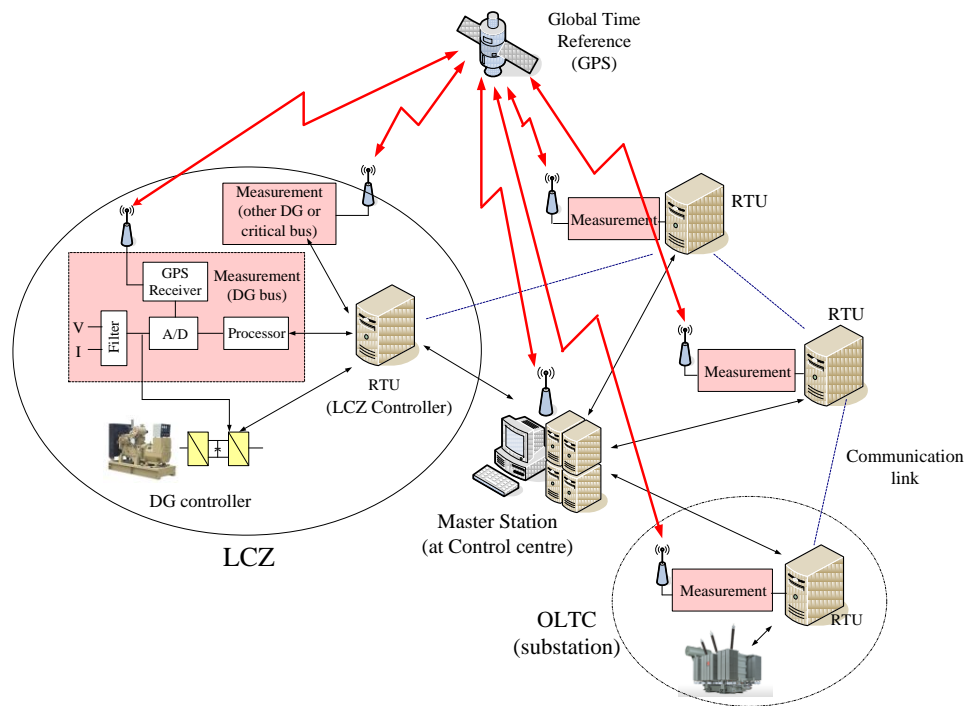 Global Time
Reference
(GPS)
Measurement
(other DG or
critical bus)
Measurement
RTU
GPS
Receiver
Measurement
(DG bus)
V
I
Filter
A/D
Processor
RTU
(LCZ Controller)
RTU
Measurement
DG controller
LCZ
Master Station
(at Control centre)
Communication
link
Measurement
RTU
OLTC
(substation)